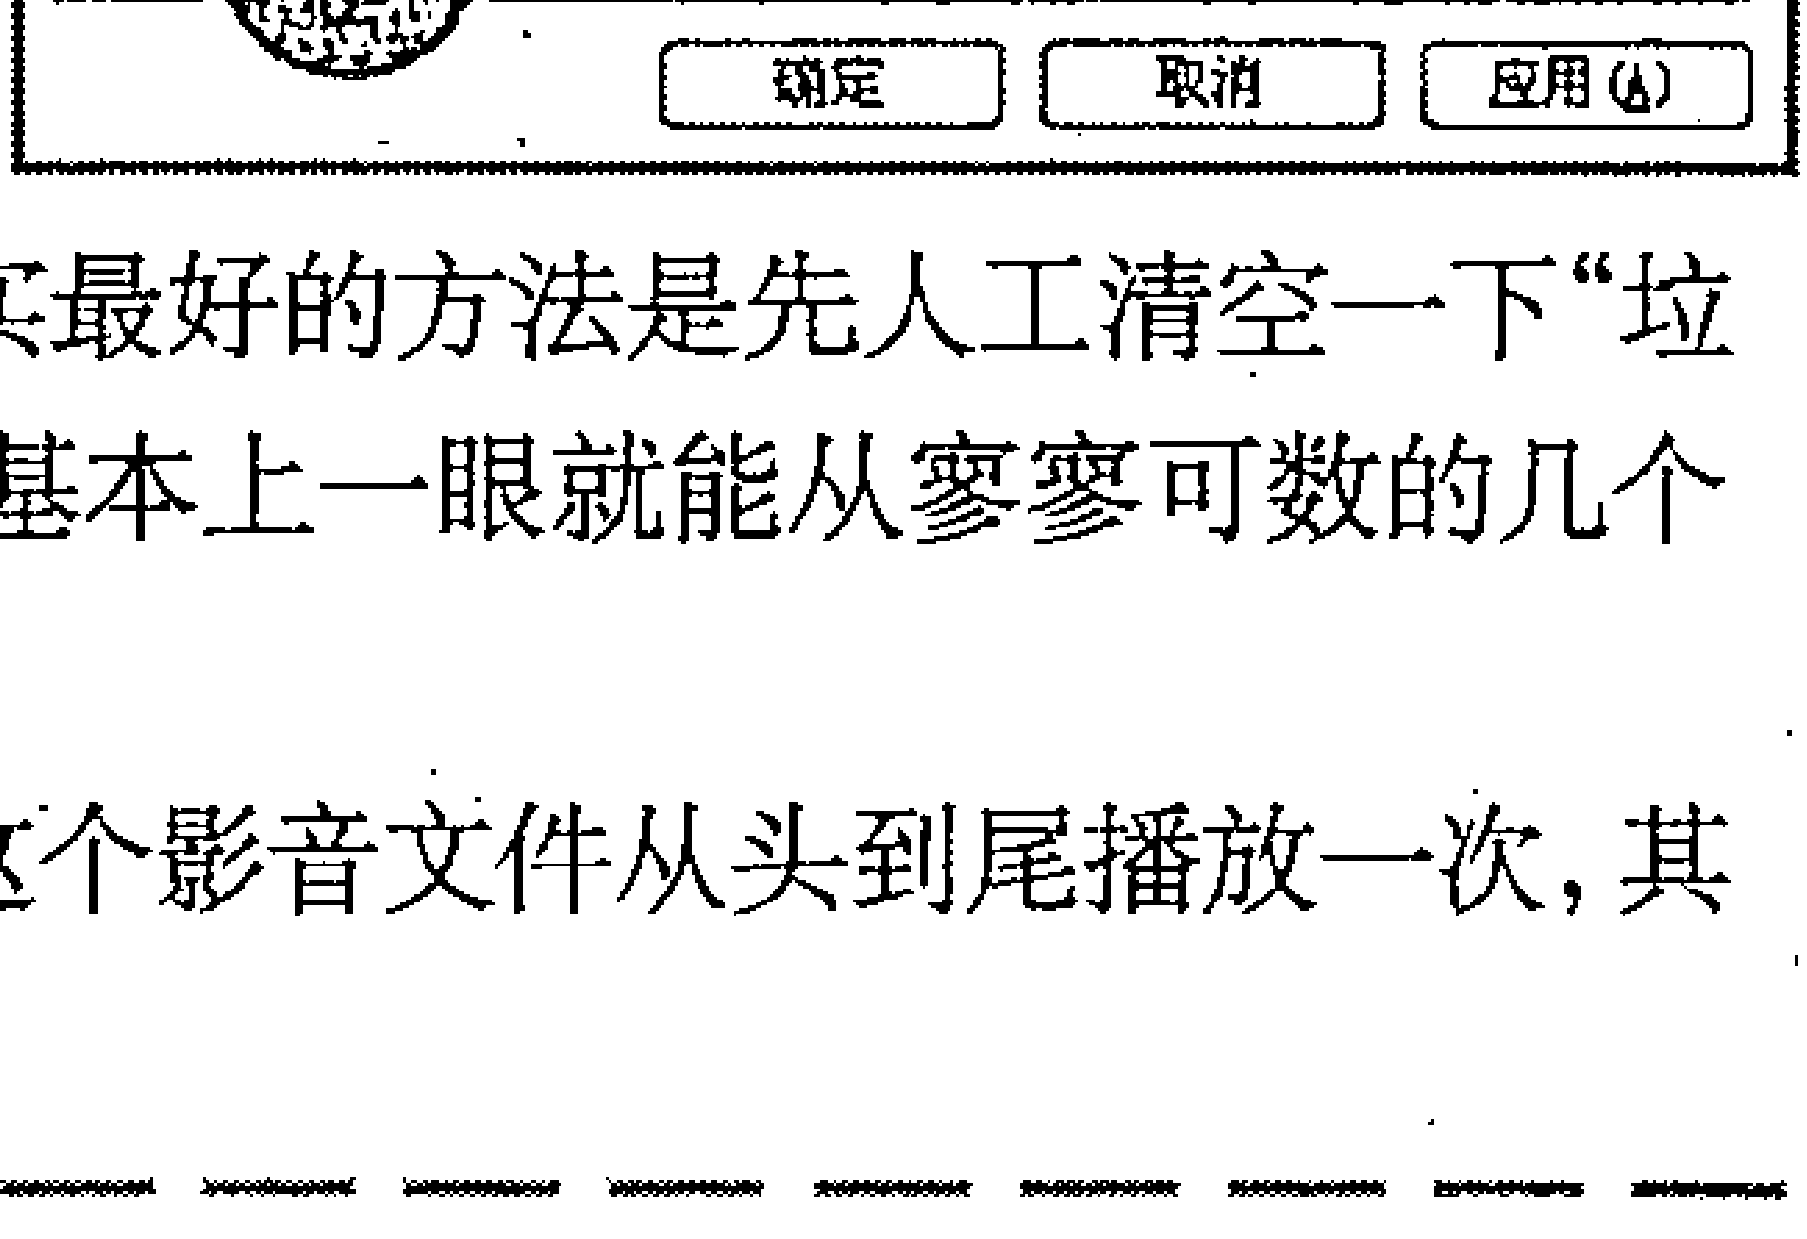 确定 取消 应用(A)
最好的方法是先人工清空一下“垃
基本上一眼就能从寥寥可数的几个
这个影音文件从头到尾播放一次,其